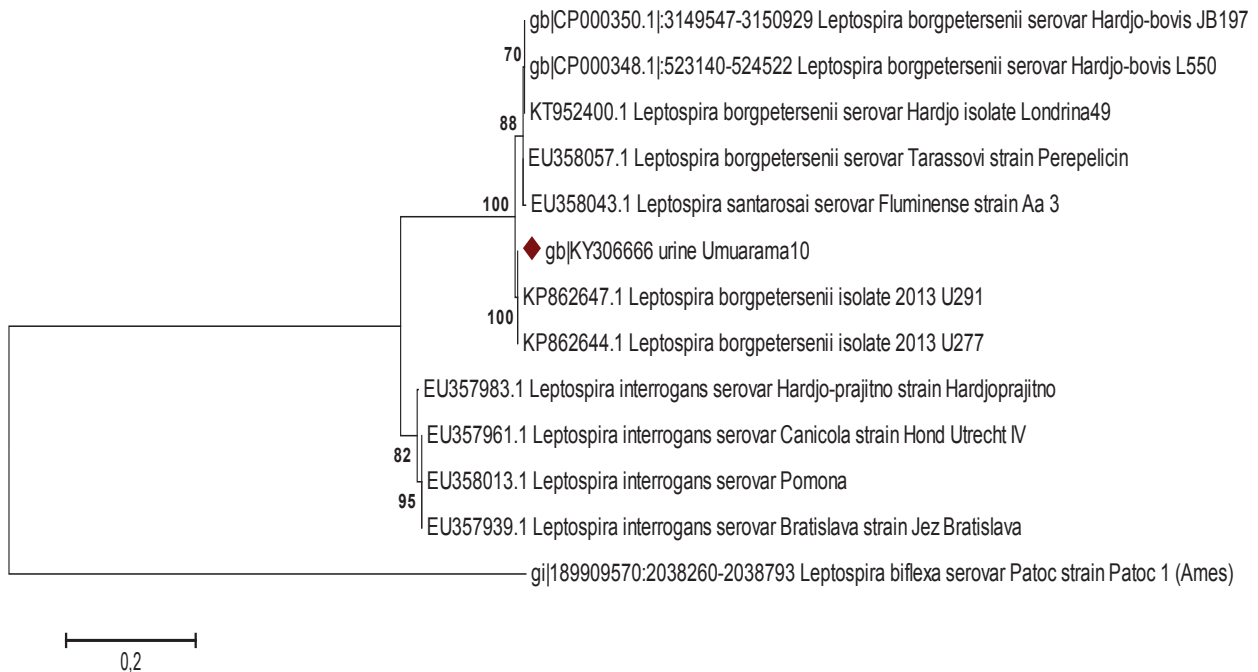 gb|CP000350.1|:3149547-3150929 Leptospira borgpetersenii serovar Hardjo-bovis JB197
70
gb|CP000348.1|:523140-524522 Leptospira borgpetersenii serovar Hardjo-bovis L550
KT952400.1 Leptospira borgpetersenii serovar Hardjo isolate Londrina49
88
EU358057.1 Leptospira borgpetersenii serovar Tarassovi strain Perepelicin
100
EU358043.1 Leptospira santarosai serovar Fluminense strain Aa 3
gb|KY306666 urine Umuarama10
KP862647.1 Leptospira borgpetersenii isolate 2013 U291
100
KP862644.1 Leptospira borgpetersenii isolate 2013 U277
EU357983.1 Leptospira interrogans serovar Hardjo-prajitno strain Hardjoprajitno
EU357961.1 Leptospira interrogans serovar Canicola strain Hond Utrecht IV
82
EU358013.1 Leptospira interrogans serovar Pomona
95
EU357939.1 Leptospira interrogans serovar Bratislava strain Jez Bratislava
gi|189909570:2038260-2038793 Leptospira biflexa serovar Patoc strain Patoc 1 (Ames)
0,2